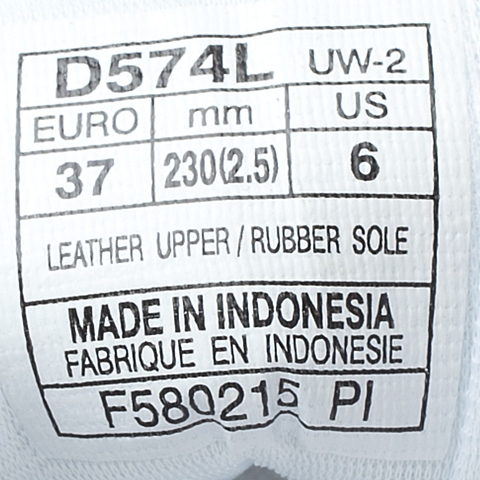 D574L UW-2
EURO mm US
37 230(2.5) 6
LEATHER UPPER / RUBBER SOLE
MADE IN INDONESIA
FABRIQUE EN INDONESIE
F580215 PI